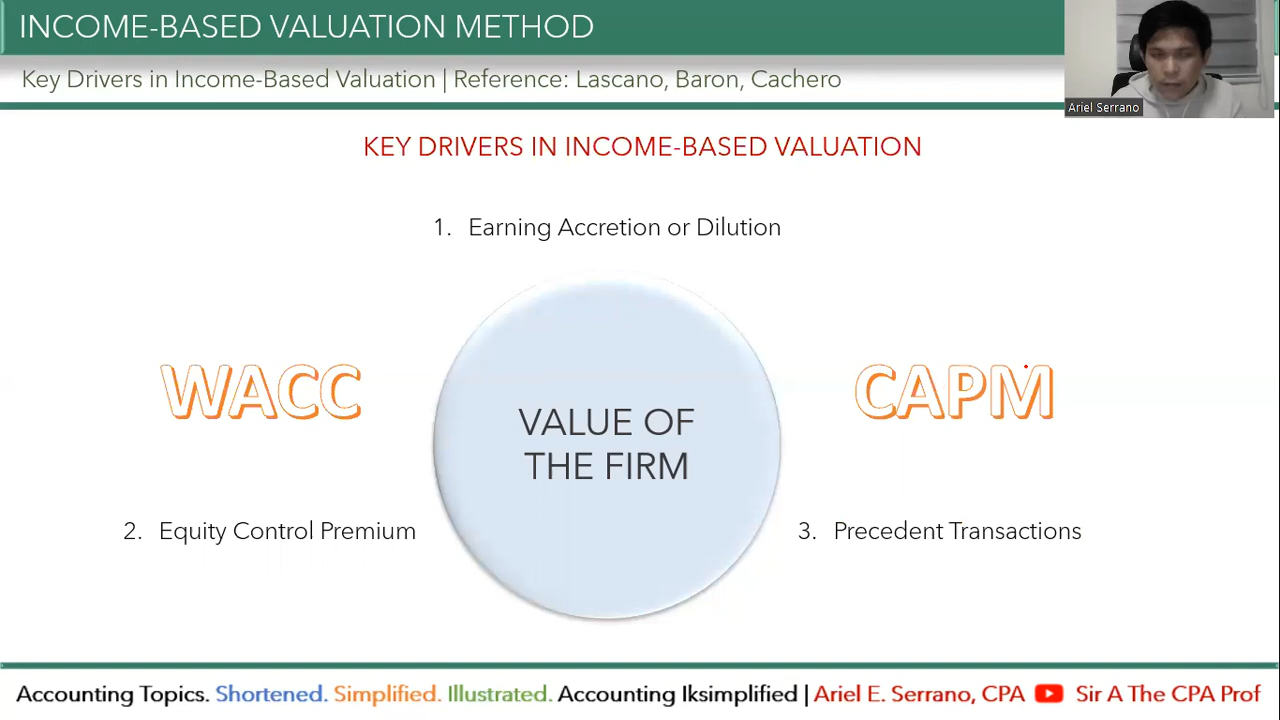 INCOME-BASED VALUATION METHOD
Key Drivers in Income-Based Valuation | Reference: Lascano, Baron, Cachero
Ariel Serrano
KEY DRIVERS IN INCOME-BASED VALUATION
1. Earning Accretion or Dilution
WACC
CAPM
VALUE OF
THE FIRM
2. Equity Control Premium
3. Precedent Transactions
Accounting Topics. Shortened. Simplified. Illustrated. Accounting Iksimplified | Ariel E. Serrano, CPA Sir A The CPA Prof